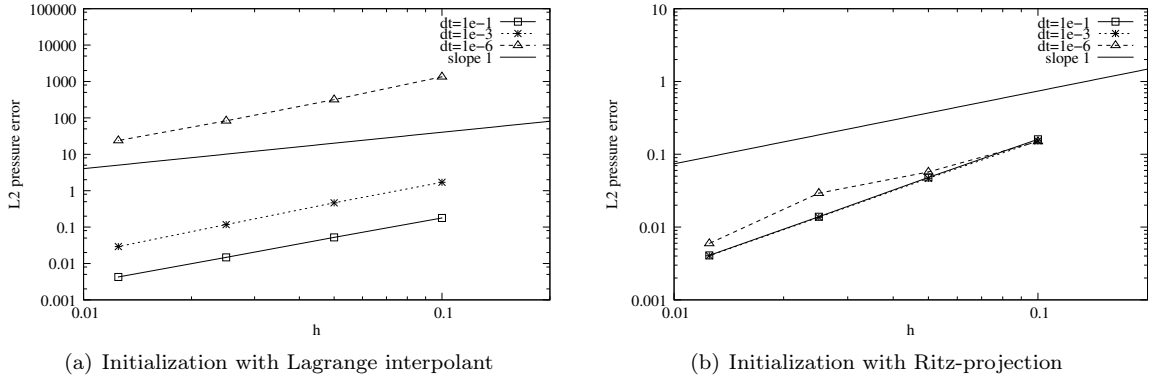 100000
10000
1000
100
10
1
0.1
0.01
0.001
0.01
0.1
L2 pressure error
h
dt=1e-1
dt=1e-3
dt=1e-6
slope 1
(a) Initialization with Lagrange interpolant
10
1
0.1
0.01
0.001
0.01
0.1
L2 pressure error
h
dt=1e-1
dt=1e-3
dt=1e-6
slope 1
(b) Initialization with Ritz-projection